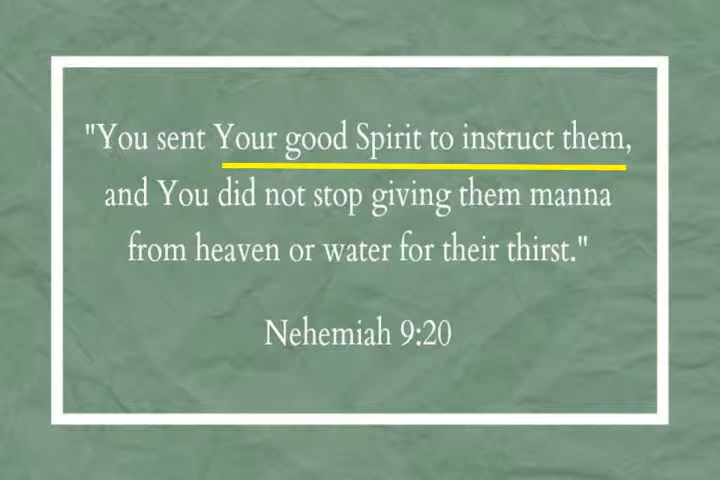 "You sent Your good Spirit to instruct them,
and You did not stop giving them manna
from heaven or water for their thirst."
Nehemiah 9:20